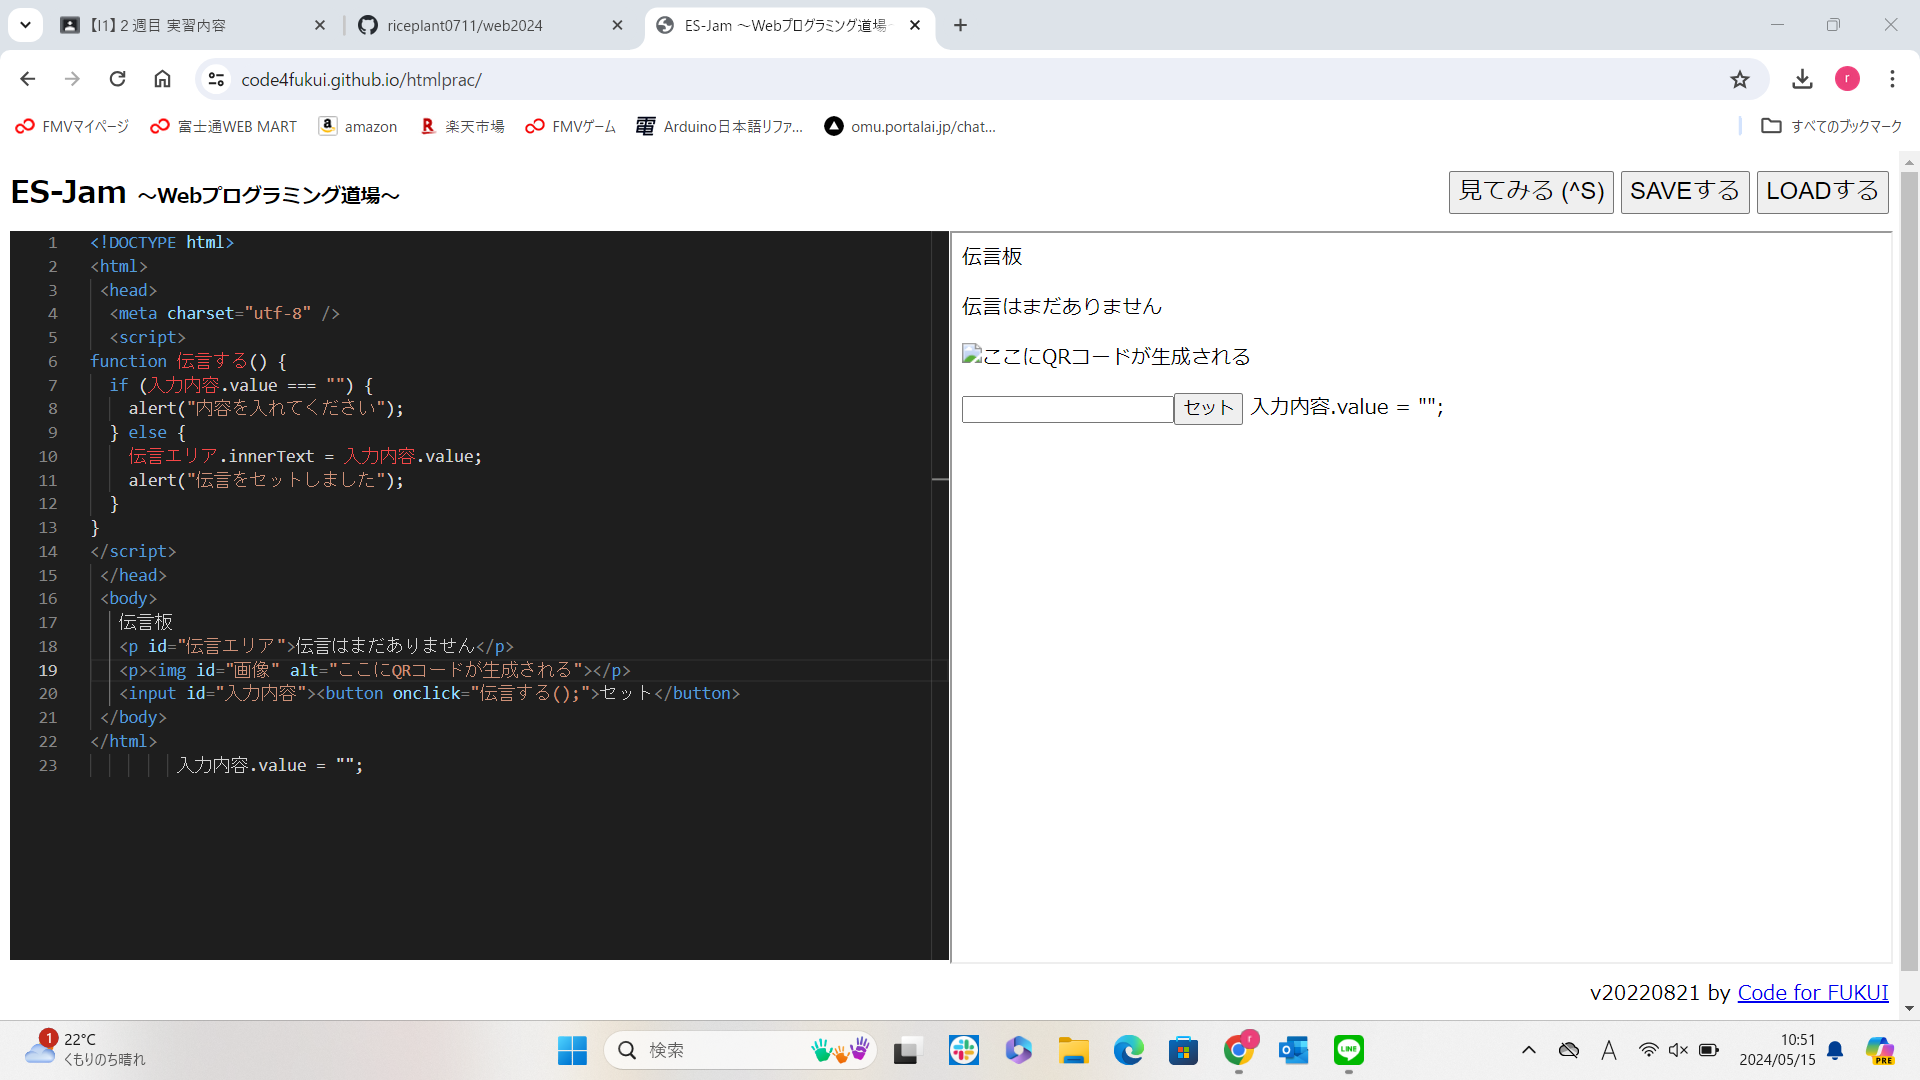 【I1】２週目 実習内容
riceplant0711/web2024
ES-Jam ～Webプログラミング道場
code4fukui.github.io/htmlprac/
r
FMVマイページ
富士通WEB MART
amazon
楽天市場
FMVゲーム
Arduino日本語リファ...
omu.portalai.jp/chat...
すべてのブックマーク
ES-Jam ～Webプログラミング道場～
見てみる (^S)
SAVEする
LOADする
1 <!DOCTYPE html>
2 <html>
3 <head>
4 <meta charset="utf-8" />
5 <script>
6 function 伝言する() {
7 if (入力内容.value === "") {
8 alert("内容を入れてください");
9 } else {
10 伝言エリア.innerText = 入力内容.value;
11 alert("伝言をセットしました");
12 }
13 }
14 </script>
15 </head>
16 <body>
17 伝言板
18 <p id="伝言エリア">伝言はまだありません</p>
19 <p><img id="画像" alt="ここにQRコードが生成される"></p>
20 <input id="入力内容"><button onclick="伝言する();">セット</button>
21 </body>
22 </html>
23 入力内容.value = "";
伝言板
伝言はまだありません
ここにQRコードが生成される
セット 入力内容.value = "";
v20220821 by Code for FUKUI
1
22°C
くもりのち晴れ
検索
r
LINE
A
10:51
2024/05/15
PRE